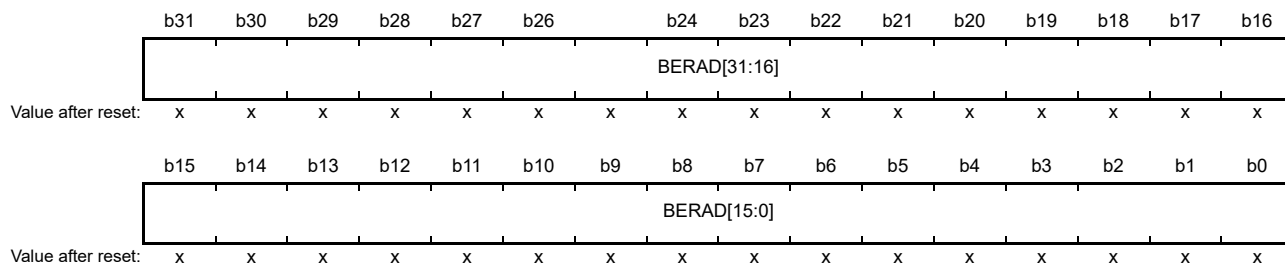 b31 b30 b29 b28 b27 b26 b24 b23 b22 b21 b20 b19 b18 b17 b16
BERAD[31:16]
Value after reset: x x x x x x x x x x x x x x x x
b15 b14 b13 b12 b11 b10 b9 b8 b7 b6 b5 b4 b3 b2 b1 b0
BERAD[15:0]
Value after reset: x x x x x x x x x x x x x x x x